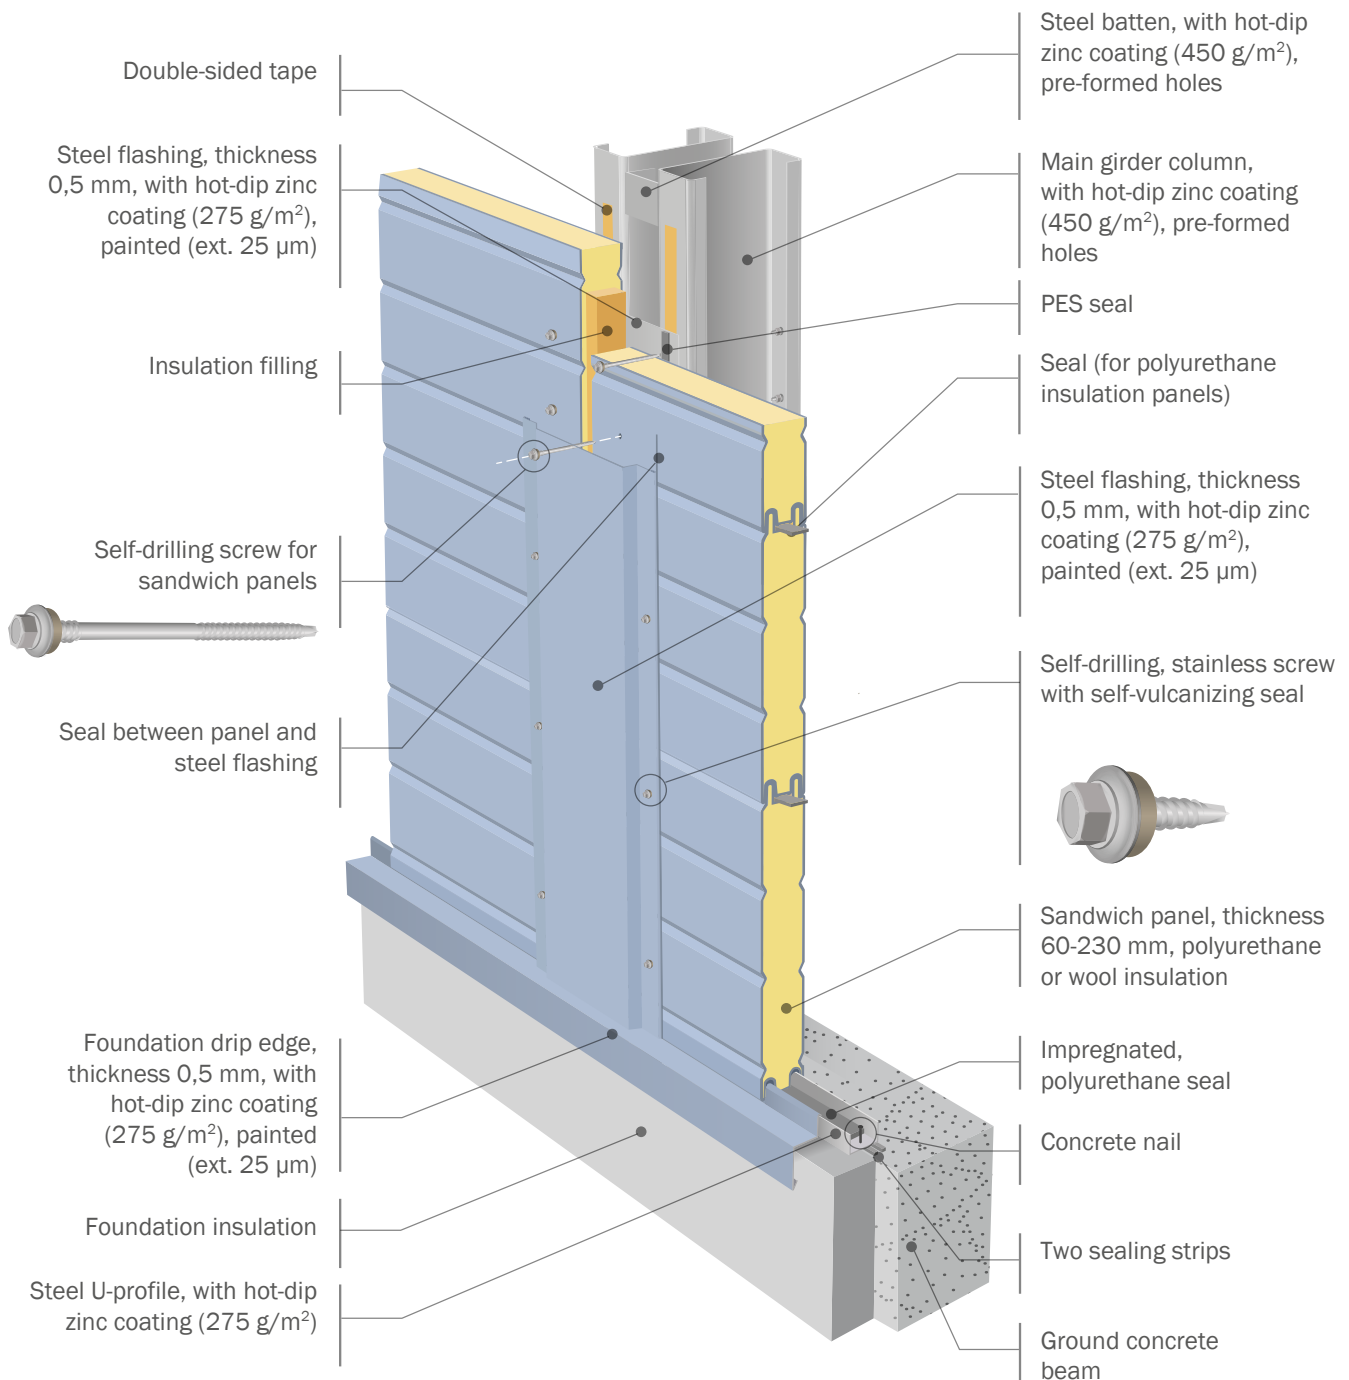 Double-sided tape
Steel flashing, thickness
0,5 mm, with hot-dip zinc
coating (275 g/m²),
painted (ext. 25 µm)
Insulation filling
Self-drilling screw for
sandwich panels
Seal between panel and
steel flashing
Foundation drip edge,
thickness 0,5 mm, with
hot-dip zinc coating
(275 g/m²), painted
(ext. 25 µm)
Foundation insulation
Steel U-profile, with hot-dip
zinc coating (275 g/m²)
Steel batten, with hot-dip
zinc coating (450 g/m²),
pre-formed holes
Main girder column,
with hot-dip zinc coating
(450 g/m²), pre-formed
holes
PES seal
Seal (for polyurethane
insulation panels)
Steel flashing, thickness
0,5 mm, with hot-dip zinc
coating (275 g/m²),
painted (ext. 25 µm)
Self-drilling, stainless screw
with self-vulcanizing seal
Sandwich panel, thickness
60-230 mm, polyurethane
or wool insulation
Impregnated,
polyurethane seal
Concrete nail
Two sealing strips
Ground concrete
beam